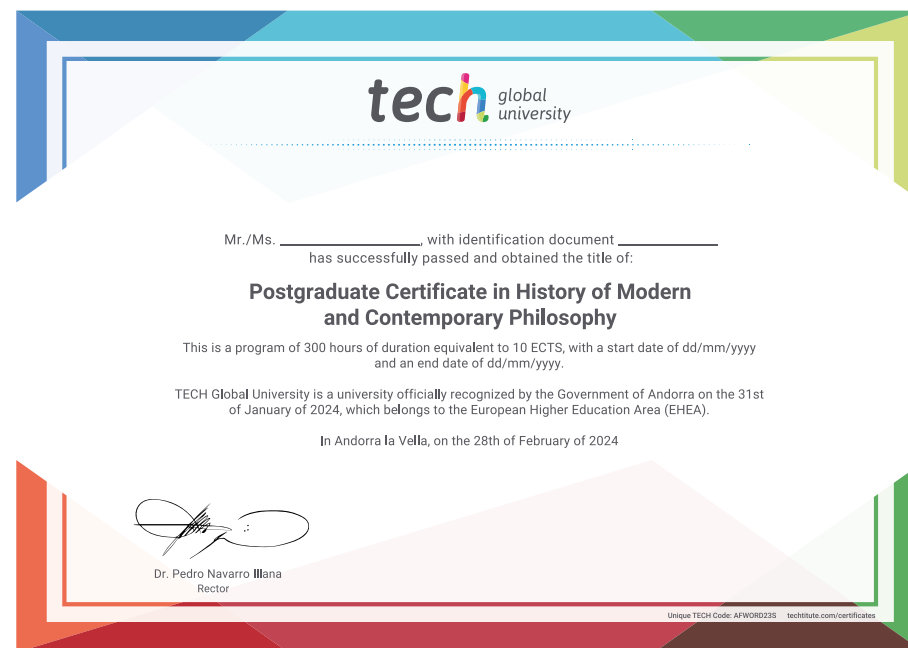 tech global
university
Mr./Ms. ____________________, with identification document ______________
has successfully passed and obtained the title of:
Postgraduate Certificate in History of Modern
and Contemporary Philosophy
This is a program of 300 hours of duration equivalent to 10 ECTS, with a start date of dd/mm/yyyy
and an end date of dd/mm/yyyy.
TECH Global University is a university officially recognized by the Government of Andorra on the 31st
of January of 2024, which belongs to the European Higher Education Area (EHEA).
In Andorra la Vella, on the 28th of February of 2024
Dr. Pedro Navarro Illana
Rector
Unique TECH Code: AFWORD23S techtitute.com/certificates